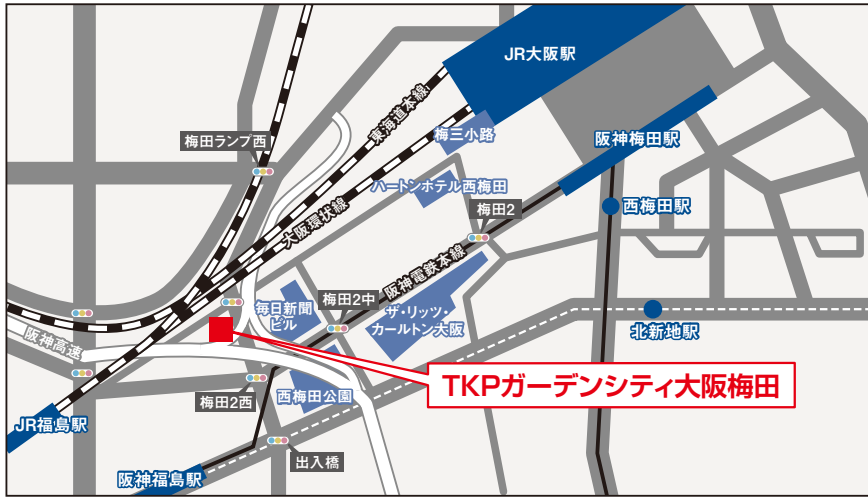 JR大阪駅
東海道本線
梅田ランプ西
梅三小路
阪神梅田駅
ハートンホテル西梅田
大阪環状線
梅田2
西梅田駅
阪神電鉄本線
毎日新聞
ビル
梅田2中
ザ・リッツ・
カールトン大阪
北新地駅
阪神高速
TKPガーデンシティ大阪梅田
梅田2西
西梅田公園
JR福島駅
出入橋
阪神福島駅